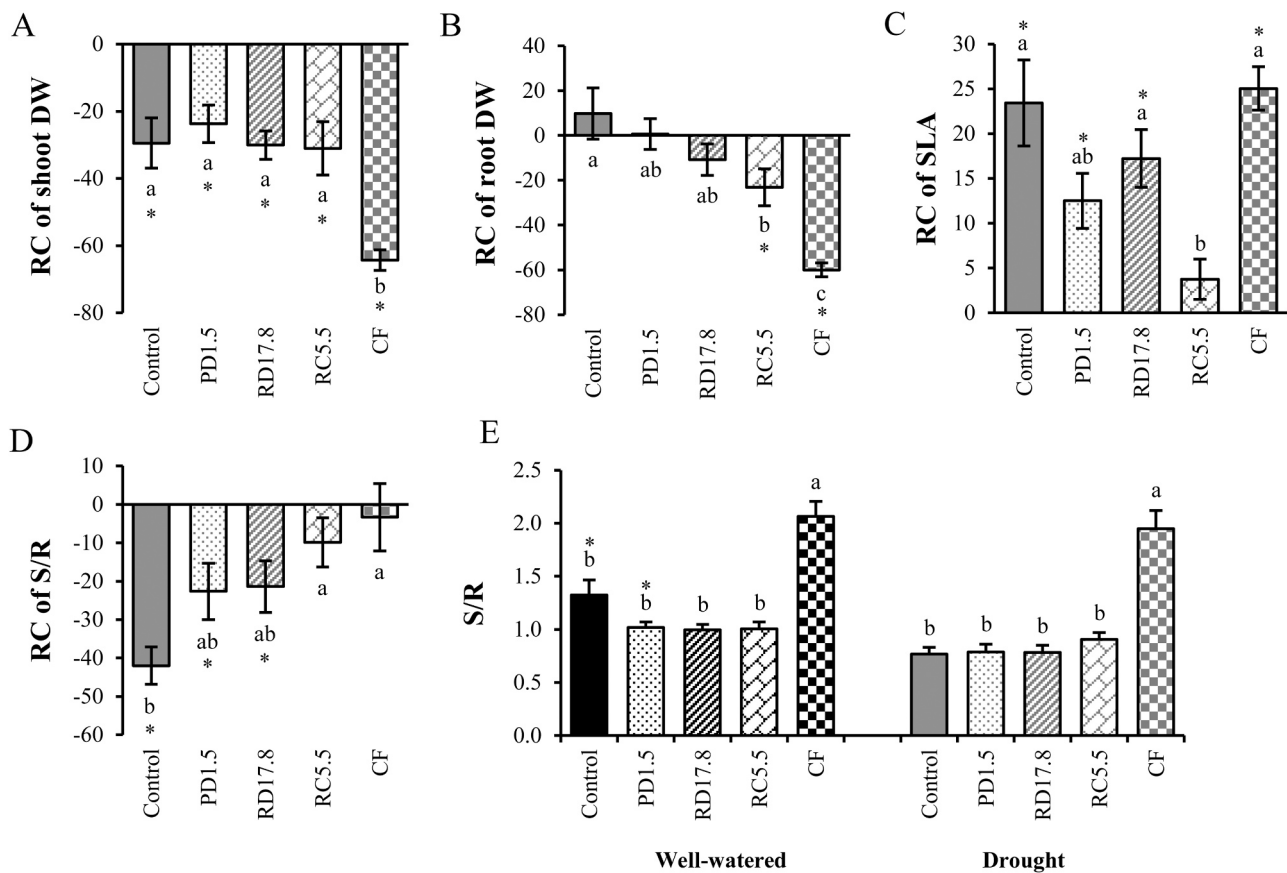 A
RC of shoot DW
0
-20
-40
-60
-80
a
*
a
*
a
*
a
*
b
*
Control
PD1.5
RD17.8
RC5.5
CF
B
RC of root DW
40
20
0
-20
-40
-60
-80
a
ab
ab
b
*
c
*
Control
PD1.5
RD17.8
RC5.5
CF
C
RC of SLA
30
25
20
15
10
5
0
*
a
*
ab
*
a
b
*
a
Control
PD1.5
RD17.8
RC5.5
CF
D
RC of S/R
10
0
-10
-20
-30
-40
-50
-60
b
*
ab
*
ab
*
a
a
Control
PD1.5
RD17.8
RC5.5
CF
E
S/R
2.5
2.0
1.5
1.0
0.5
0.0
*
b
*
b
b
b
a
b
b
b
b
a
Control
PD1.5
RD17.8
RC5.5
CF
Control
PD1.5
RD17.8
RC5.5
CF
Well-watered
Drought